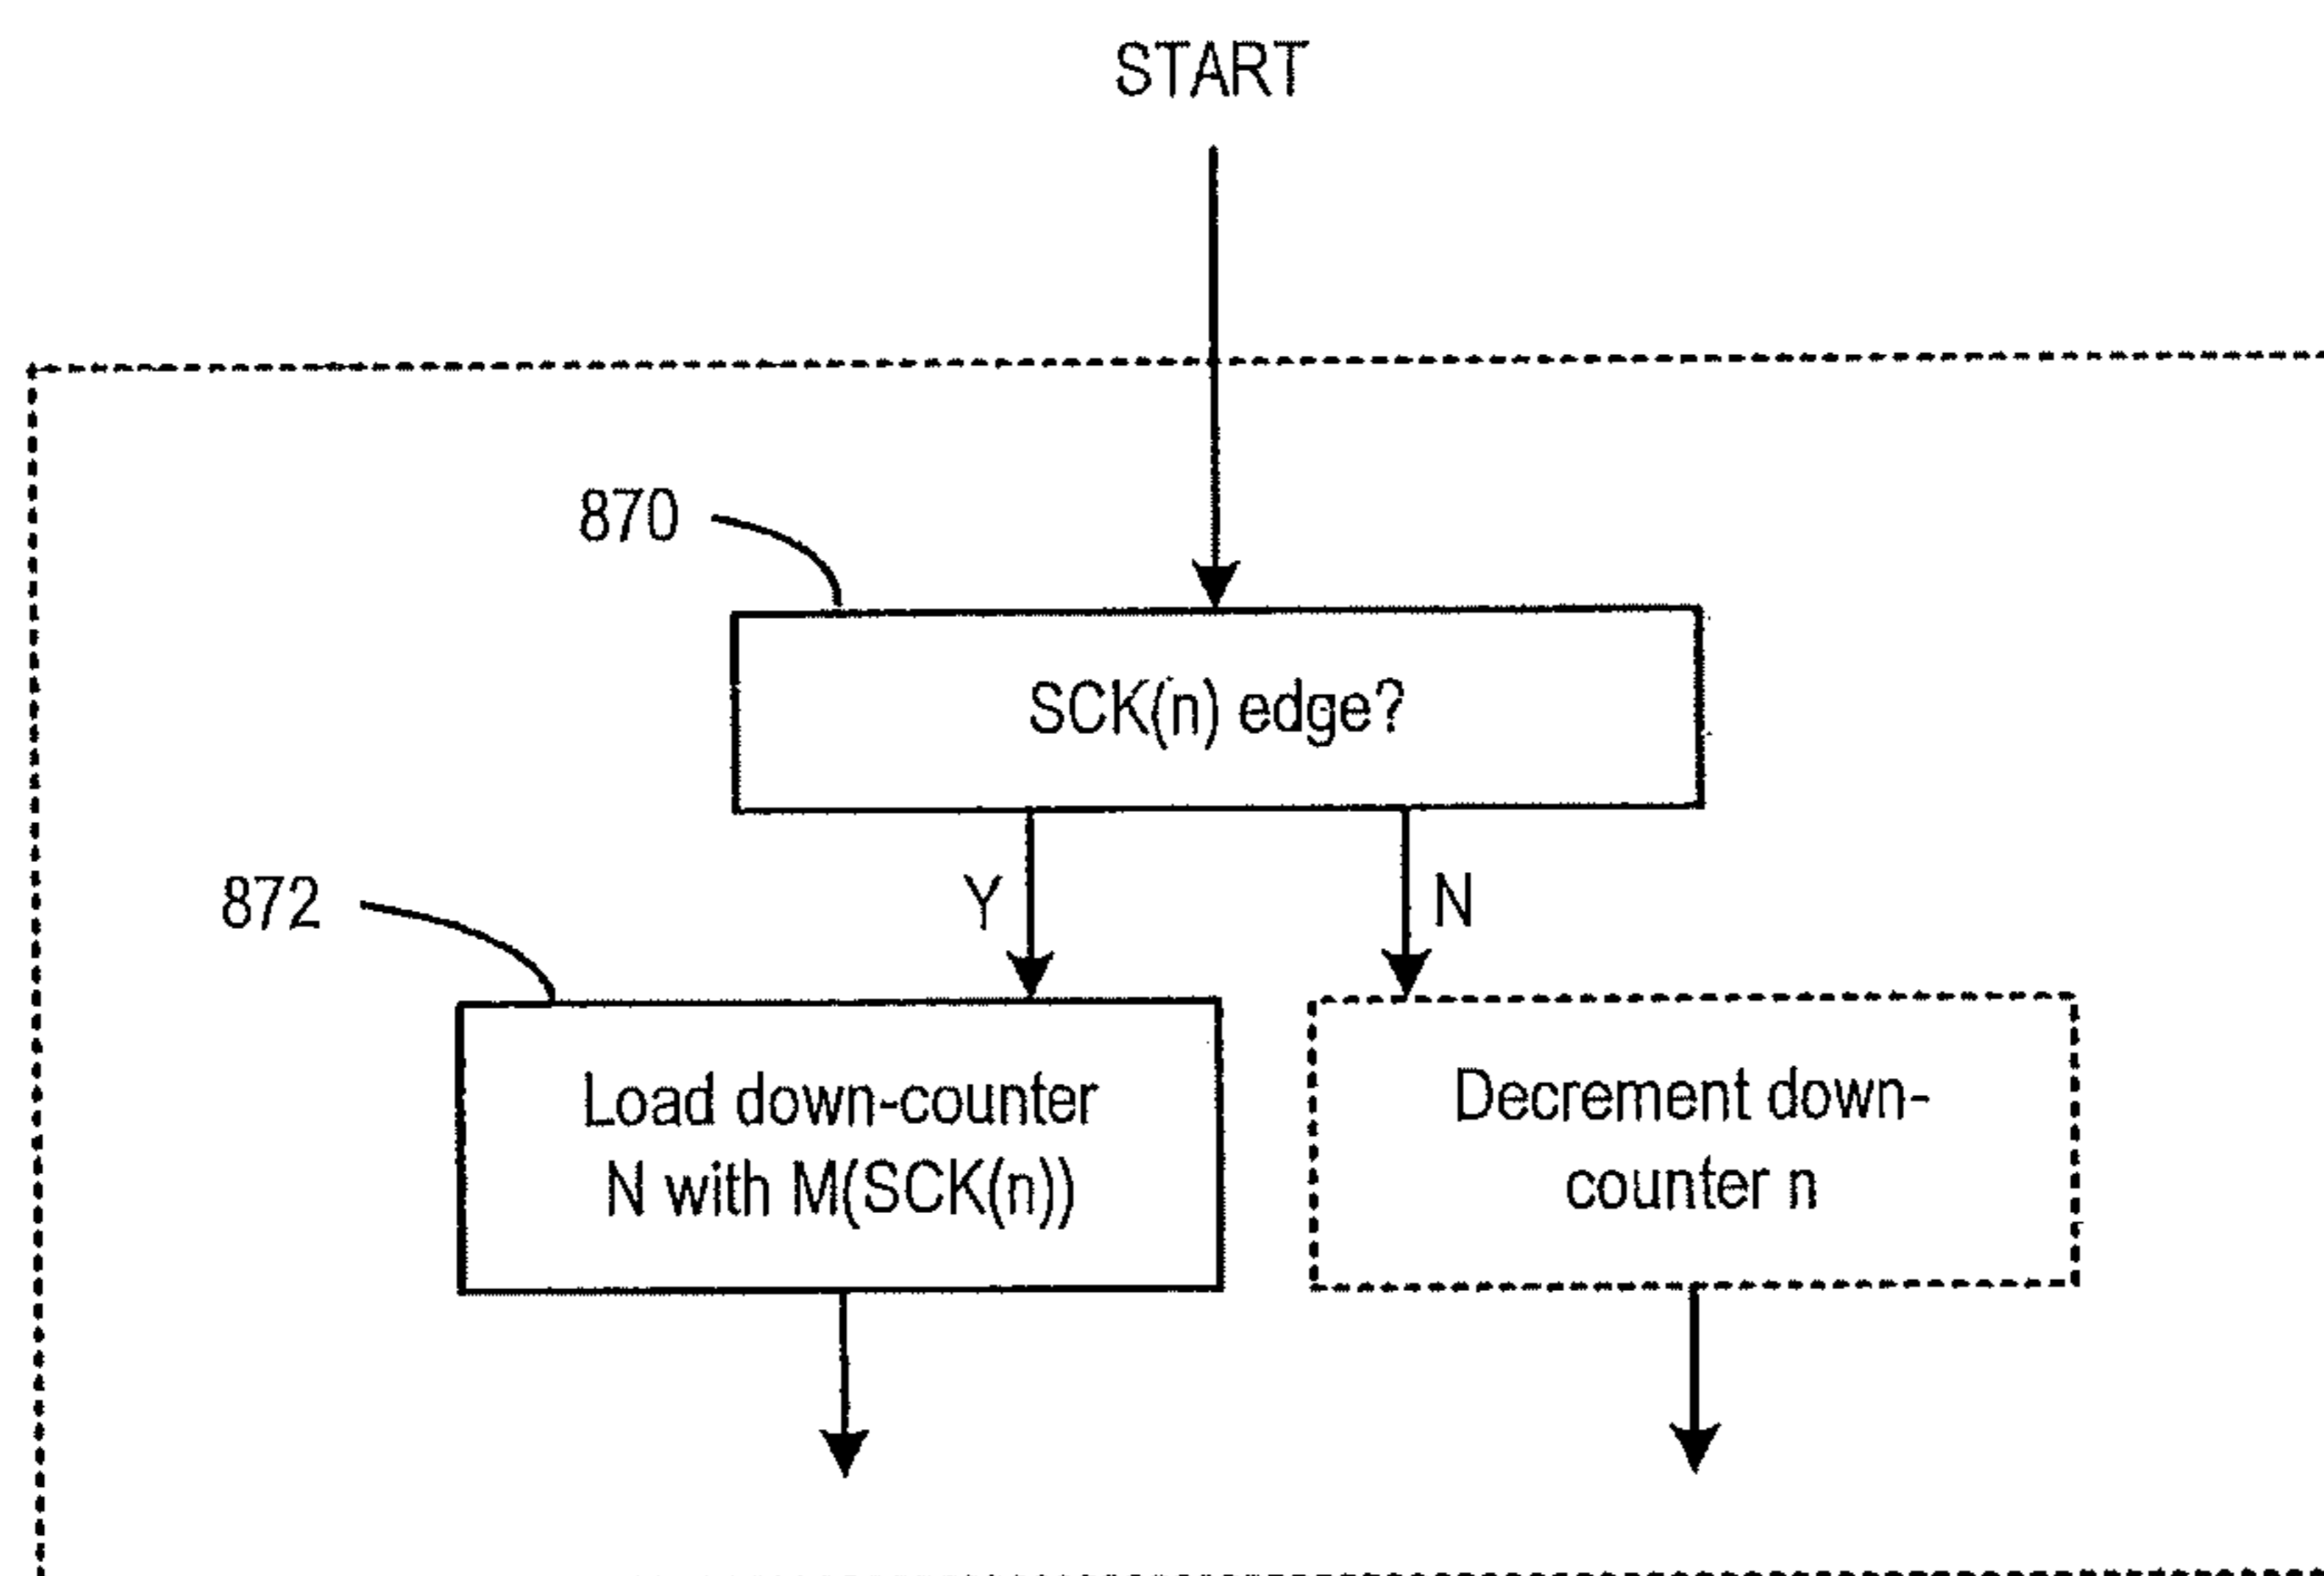 START
870
SCK(n) edge?
Y
N
872
Load down-counter
N with M(SCK(n))
Decrement down-
counter n